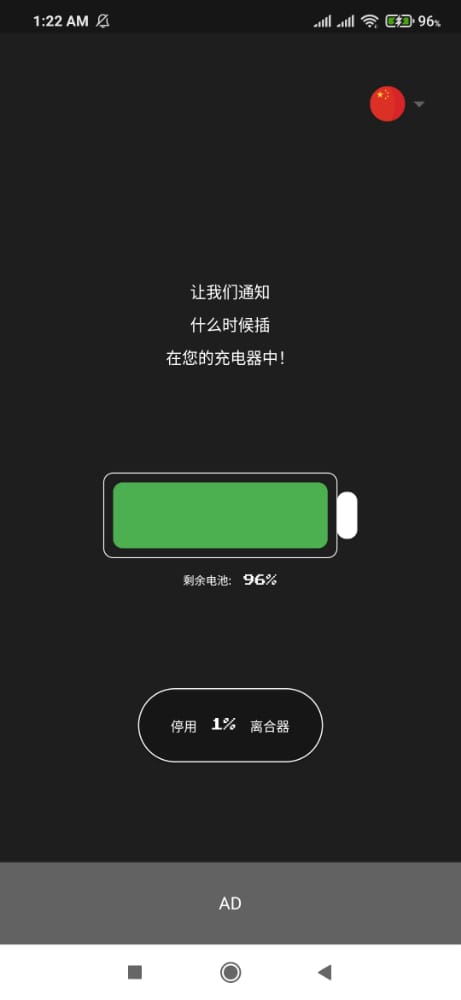 1:22 AM
96%
让我们通知
什么时候插
在您的充电器中!
剩余电池: 96%
停用 1% 离合器
AD